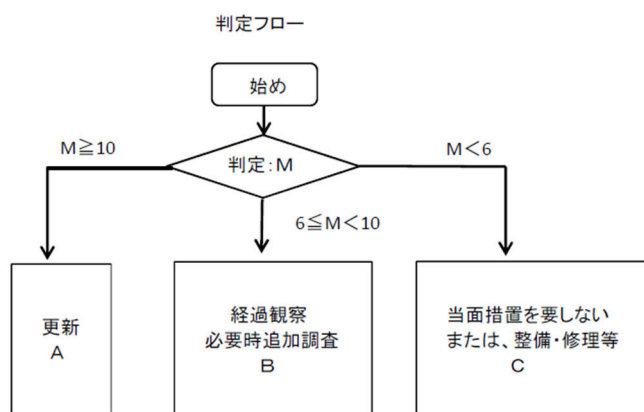 判定フロー
始め
M≧10
判定:M
M<6
6≦M<10
更新
A
経過観察
必要時追加調査
B
当面措置を要しない
または、整備・修理等
C